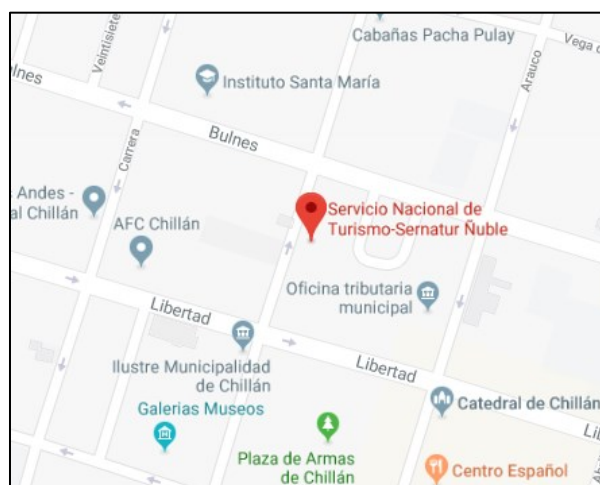 Cabañas Pacha Pulay
Vega d
Veintisiete
Arauco
Instituto Santa María
Bulnes
Bulnes
Carrera
s Andes -
al Chillán
AFC Chillán
Servicio Nacional de
Turismo-Sernatur Ñuble
Oficina tributaria
municipal
Libertad
Ilustre Municipalidad
de Chillán
Libertad
Galerias Museos
Catedral de Chillán
Plaza de Armas
de Chillán
Centro Español